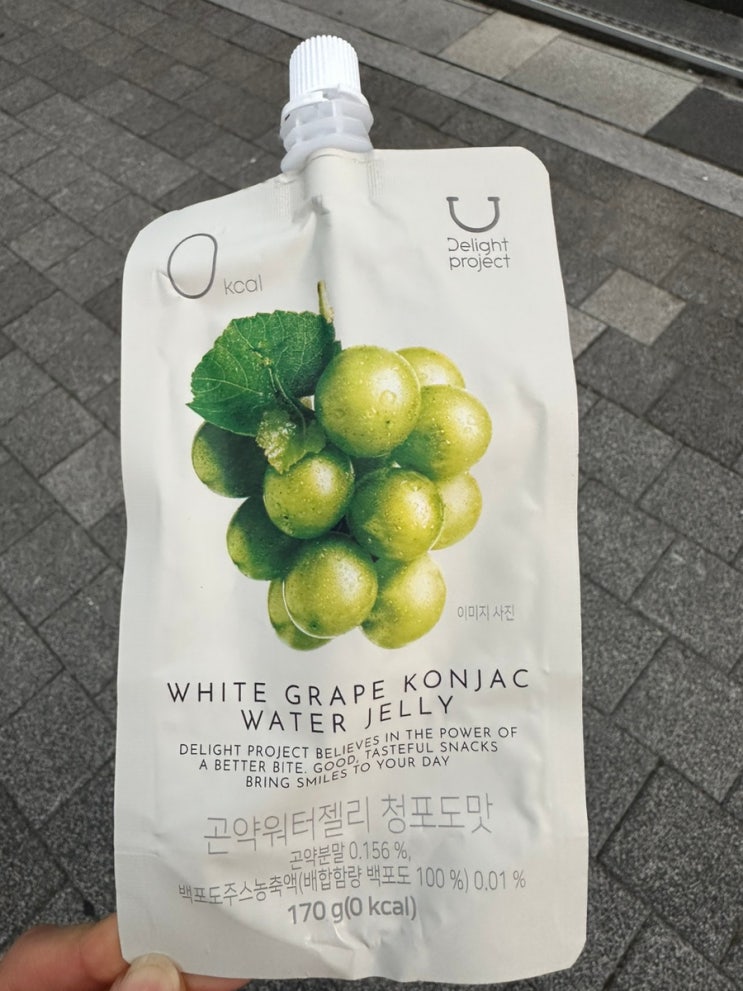 0 kcal
Delight
project
이미지 사진
WHITE GRAPE KONJAC
WATER JELLY
DELIGHT PROJECT BELIEVES IN THE POWER OF
A BETTER BITE. GOOD, TASTEFUL SNACKS
BRING SMILES TO YOUR DAY
곤약워터젤리 청포도맛
곤약분말 0.156 %,
백포도주스농축액(배합함량 백포도 100 %) 0.01 %
170 g(0 kcal)